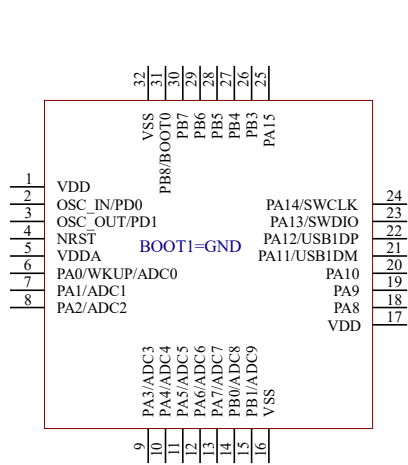 32
31
30
29
28
27
26
25
VSS
PB8/BOOT0
PB7
PB6
PB5
PB4
PB3
PA15
1 VDD
2 OSC_IN/PD0
3 OSC_OUT/PD1
4 NRST
5 VDDA
6 PA0/WKUP/ADC0
7 PA1/ADC1
8 PA2/ADC2
BOOT1=GND
PA14/SWCLK 24
PA13/SWDIO 23
PA12/USB1DP 22
PA11/USB1DM 21
PA10 20
PA9 19
PA8 18
VDD 17
PA3/ADC3
PA4/ADC4
PA5/ADC5
PA6/ADC6
PA7/ADC7
PB0/ADC8
PB1/ADC9
VSS
9
10
11
12
13
14
15
16